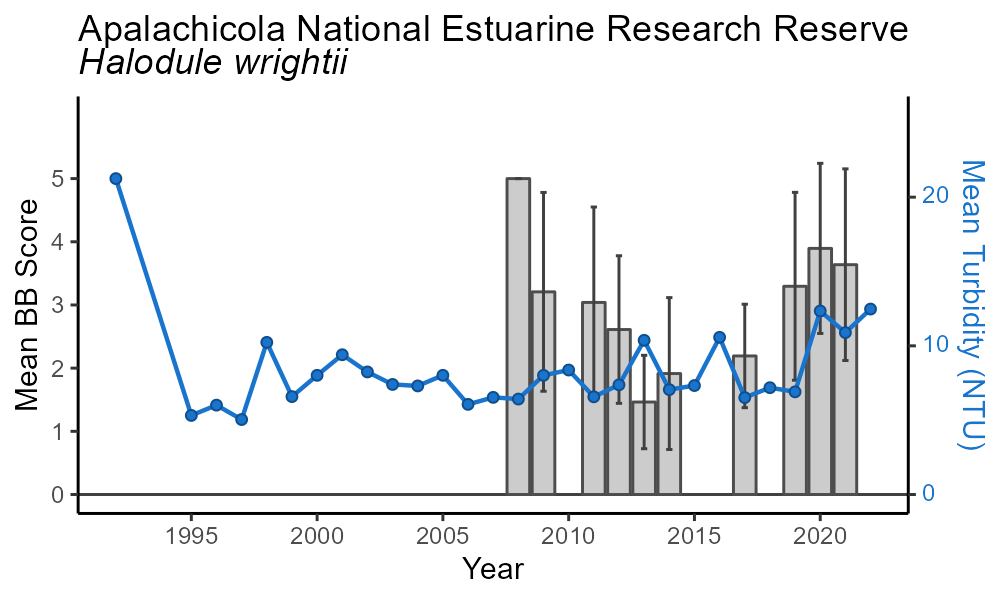 Apalachicola National Estuarine Research Reserve
Halodule wrightii
Mean BB Score
5
4
3
2
1
0
20
10
0
Mean Turbidity (NTU)
1995 2000 2005 2010 2015 2020
Year